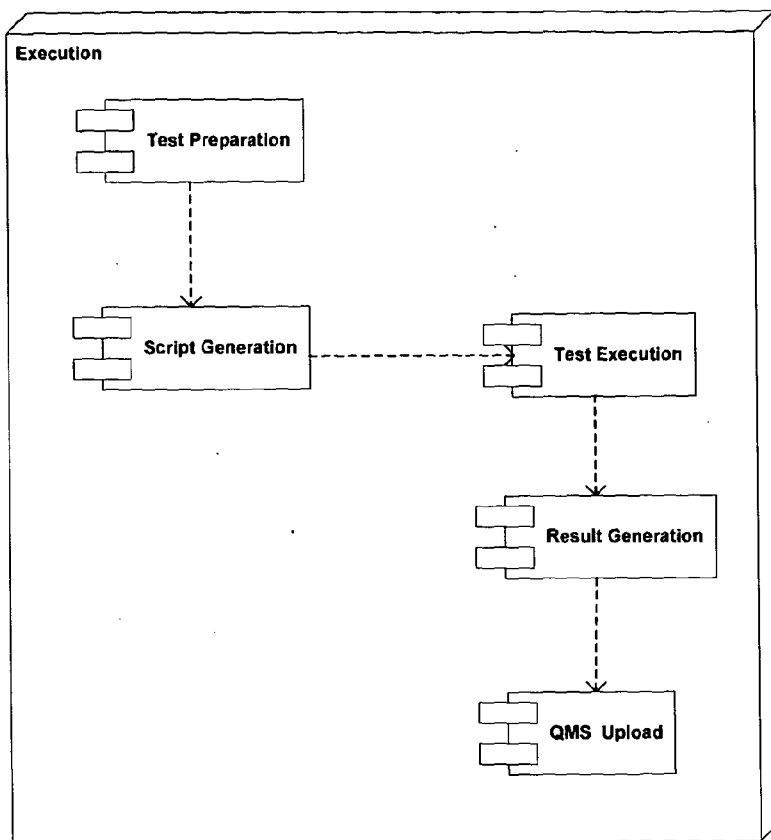 Execution
Test Preparation
Script Generation
Test Execution
Result Generation
QMS Upload